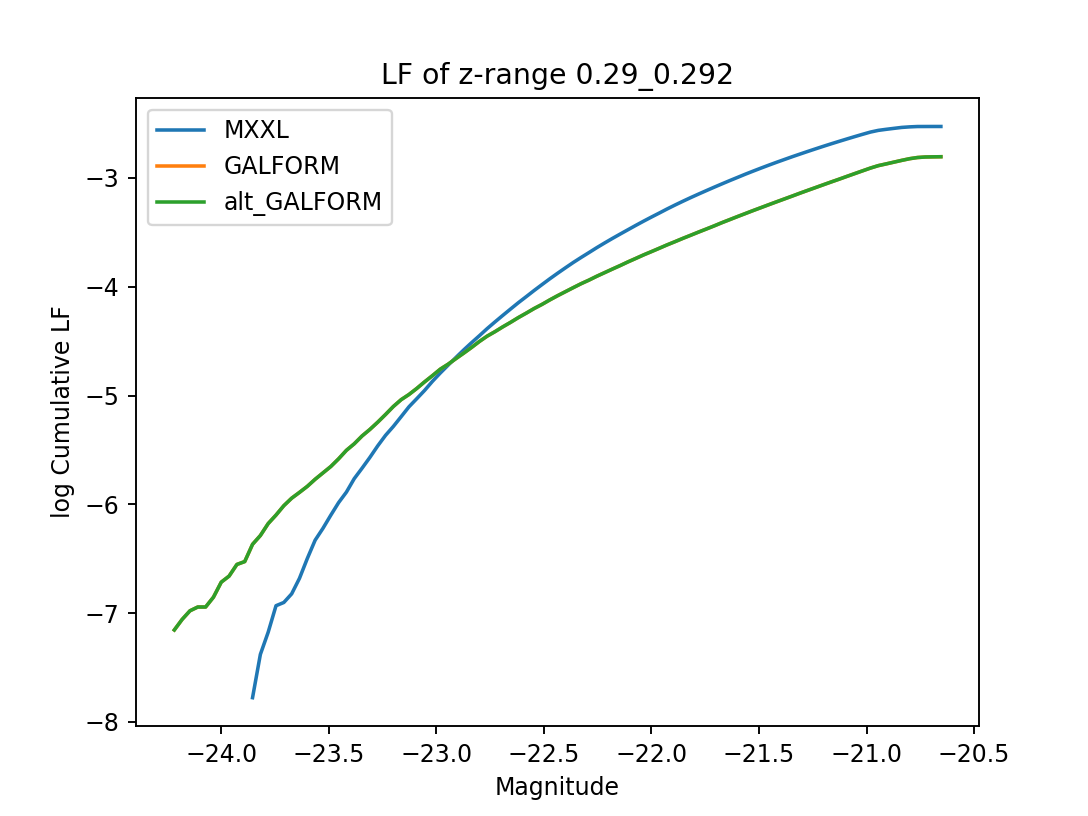 LF of z-range 0.29_0.292
MXXL
GALFORM
alt_GALFORM
log Cumulative LF
−3
−4
−5
−6
−7
−8
−24.0 −23.5 −23.0 −22.5 −22.0 −21.5 −21.0 −20.5
Magnitude